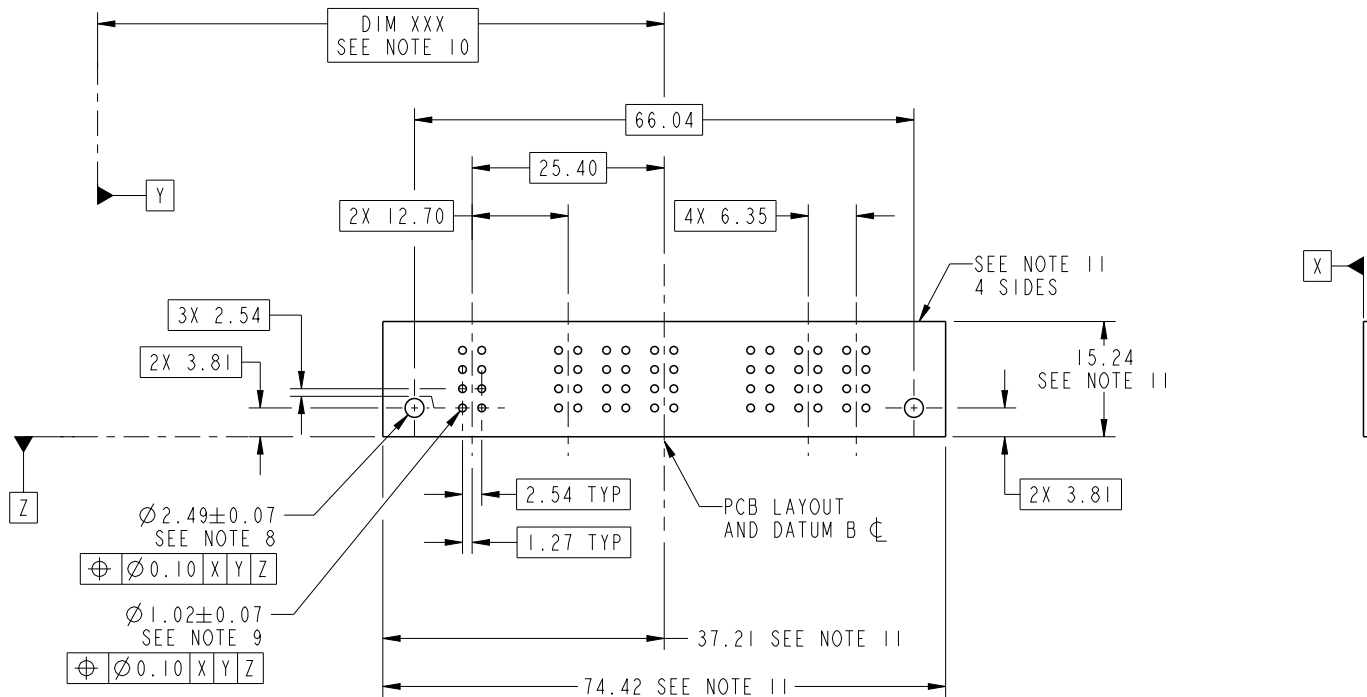 DIM XXX
SEE NOTE 10
66.04
25.40
Y
2X 12.70
4X 6.35
SEE NOTE 11
4 SIDES
X
3X 2.54
2X 3.81
15.24
SEE NOTE 11
Z
2.54 TYP
2X 3.81
PCB LAYOUT
AND DATUM B ℄
Ø2.49±0.07
SEE NOTE 8
⌖ Ø0.10 X Y Z
1.27 TYP
Ø1.02±0.07
SEE NOTE 9
⌖ Ø0.10 X Y Z
37.21 SEE NOTE 11
74.42 SEE NOTE 11